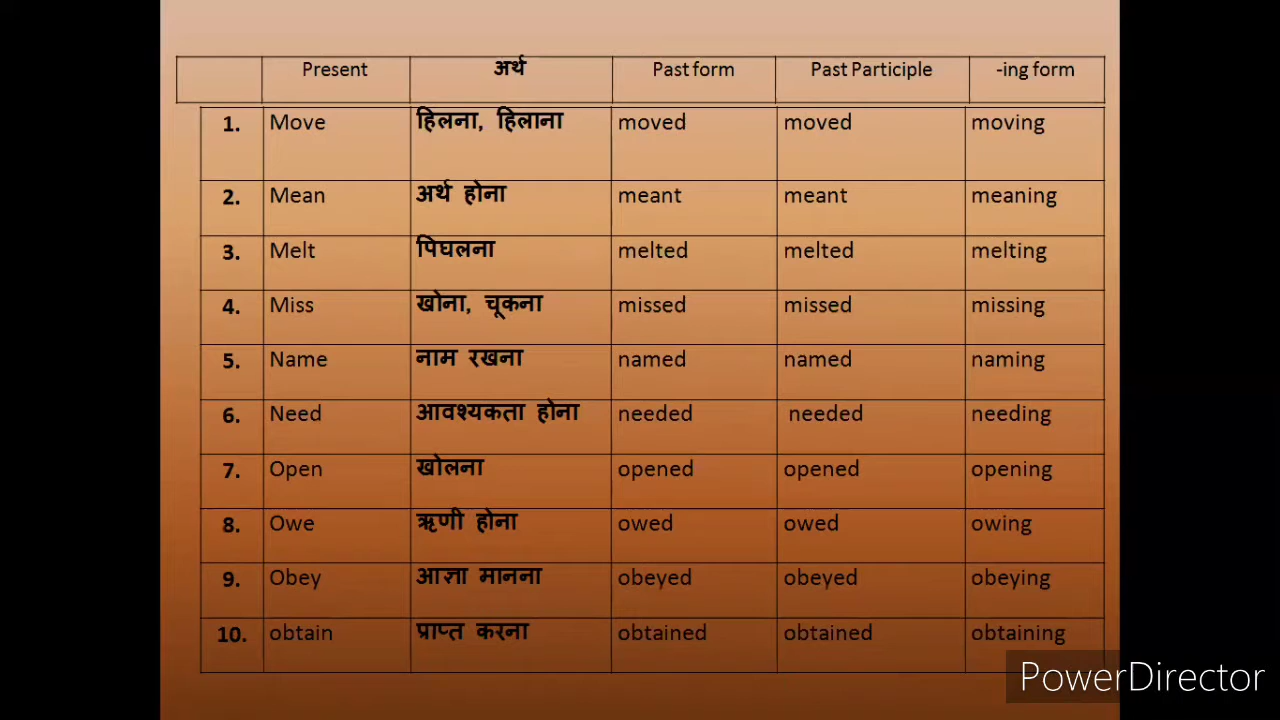 Present अर्थ Past form Past Participle -ing form
1. Move हिलना, हिलाना moved moved moving
2. Mean अर्थ होना meant meant meaning
3. Melt पिघलना melted melted melting
4. Miss खोना, चूकना missed missed missing
5. Name नाम रखना named named naming
6. Need आवश्यकता होना needed needed needing
7. Open खोलना opened opened opening
8. Owe ऋणी होना owed owed owing
9. Obey आज्ञा मानना obeyed obeyed obeying
10. obtain प्राप्त करना obtained obtained obtaining
PowerDirector